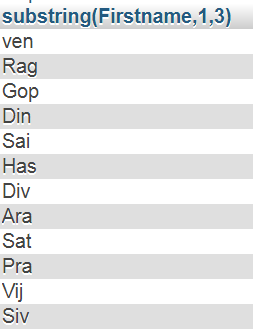 substring(Firstname,1,3)
ven
Rag
Gop
Din
Sai
Has
Div
Ara
Sat
Pra
Vij
Siv